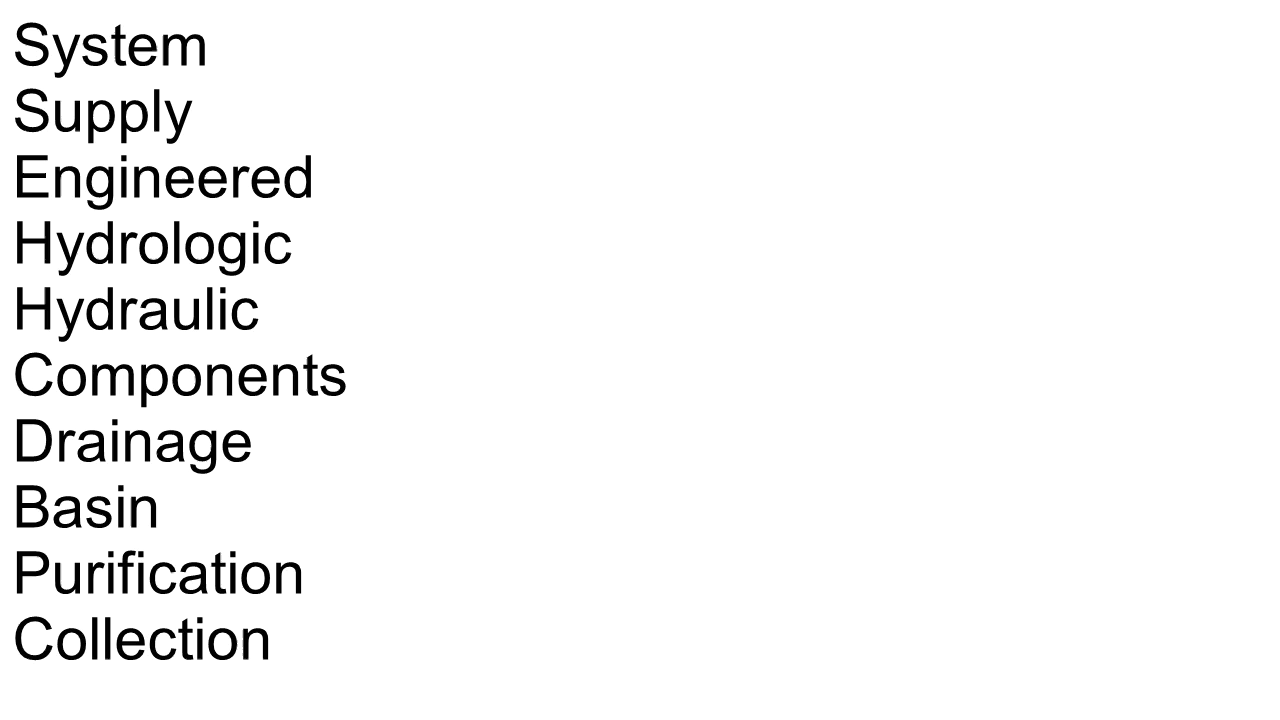 System
Supply
Engineered
Hydrologic
Hydraulic
Components
Drainage
Basin
Purification
Collection